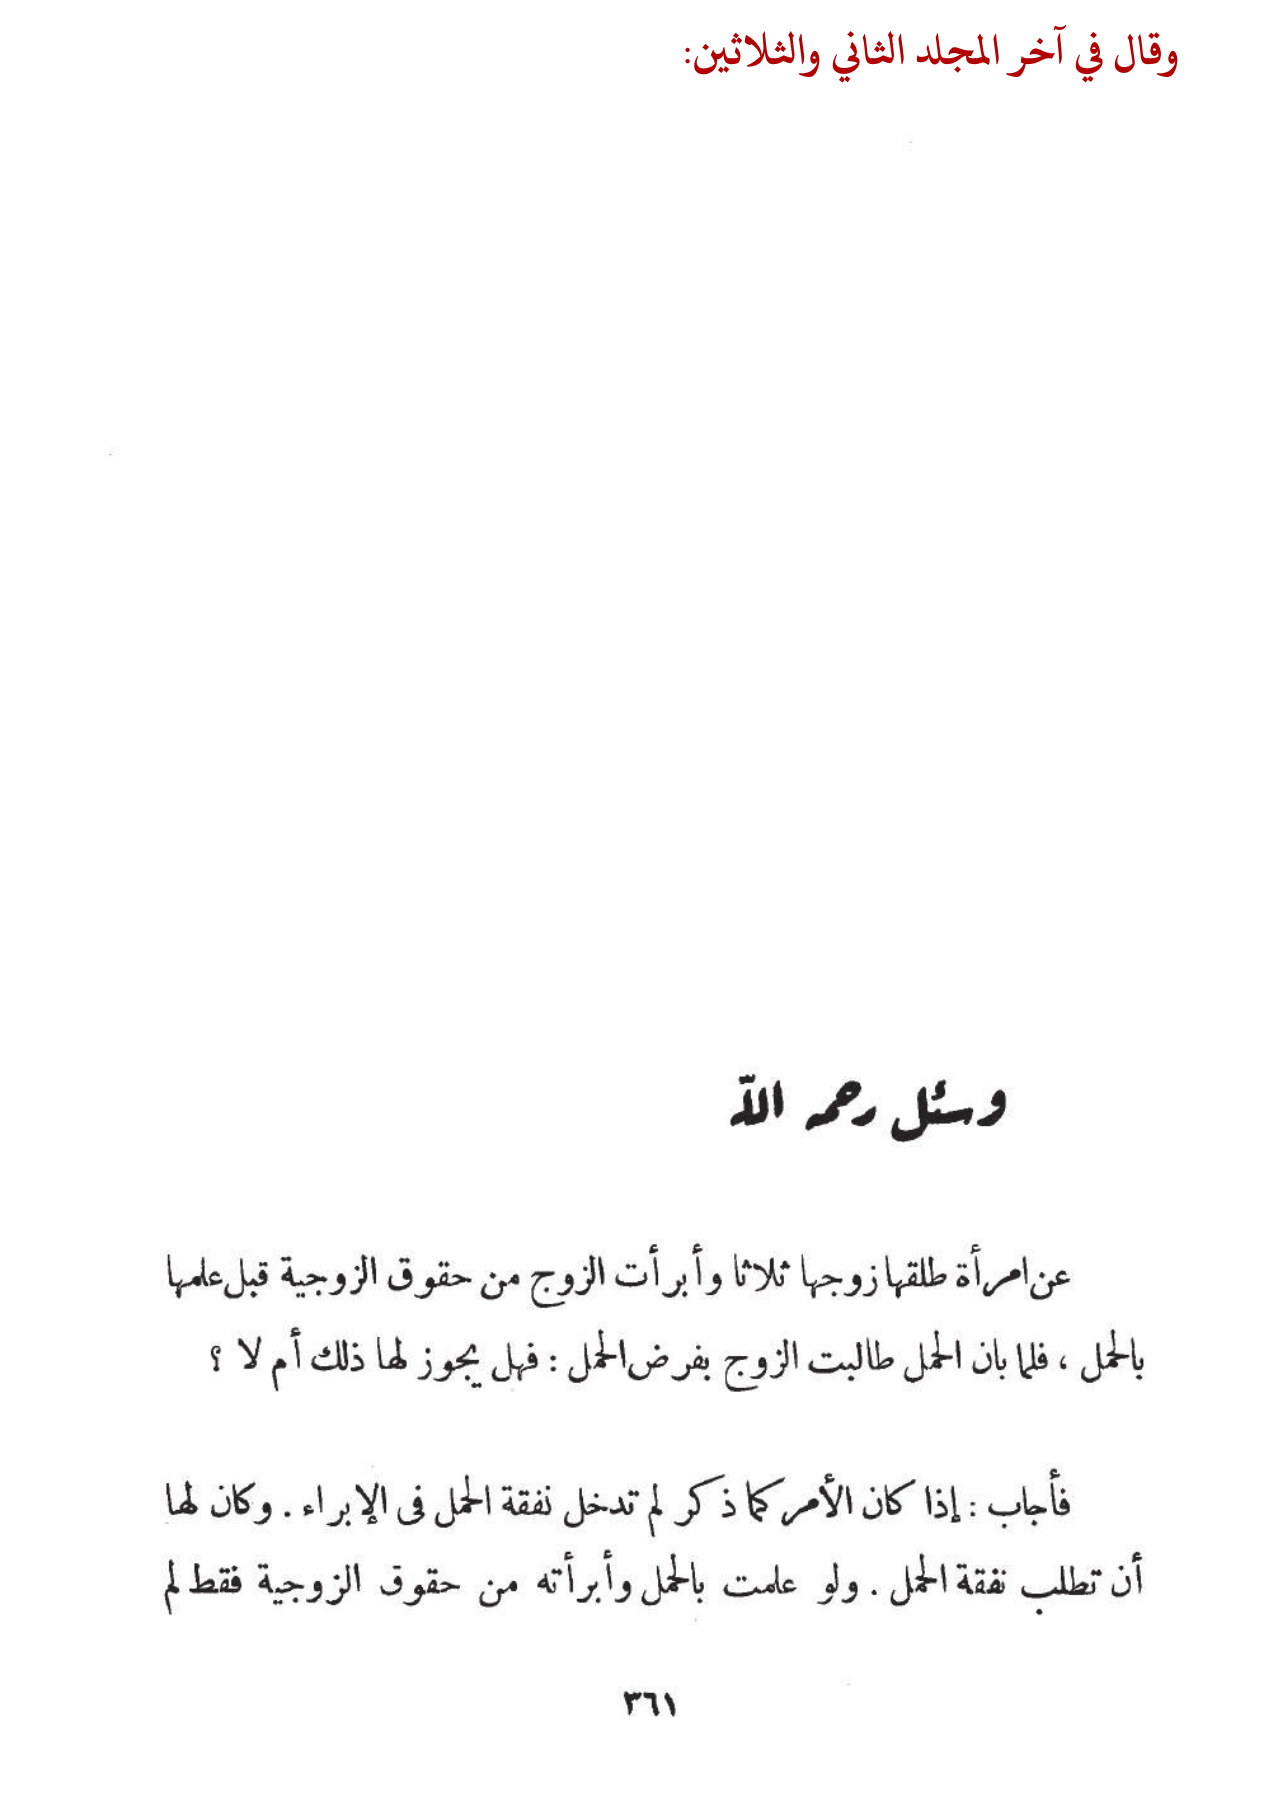 وقال في آخر المجلد الثاني والثلاثين:
وسئل رحمه اللّه
عن امرأة طلقها زوجها ثلاثا وأبرأت الزوج من حقوق الزوجية قبل علمها
بالحمل ، فلما بان الحمل طالبت الزوج بفرض الحمل : فهل يجوز لها ذلك أم لا ؟
فأجاب : إذا كان الأمر كما ذكر لم تدخل نفقة الحمل فى الإبراء . وكان لها
أن تطلب نفقة الحمل . ولو علمت بالحمل وأبرأته من حقوق الزوجية فقط لم
٣٦١